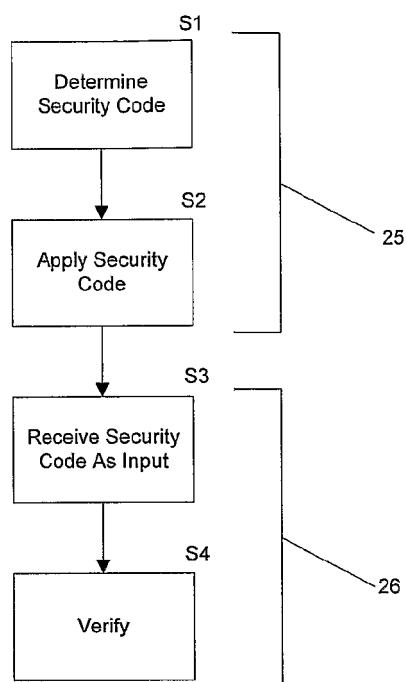 S1
Determine
Security Code
S2
Apply Security
Code
25
S3
Receive Security
Code As Input
S4
Verify
26